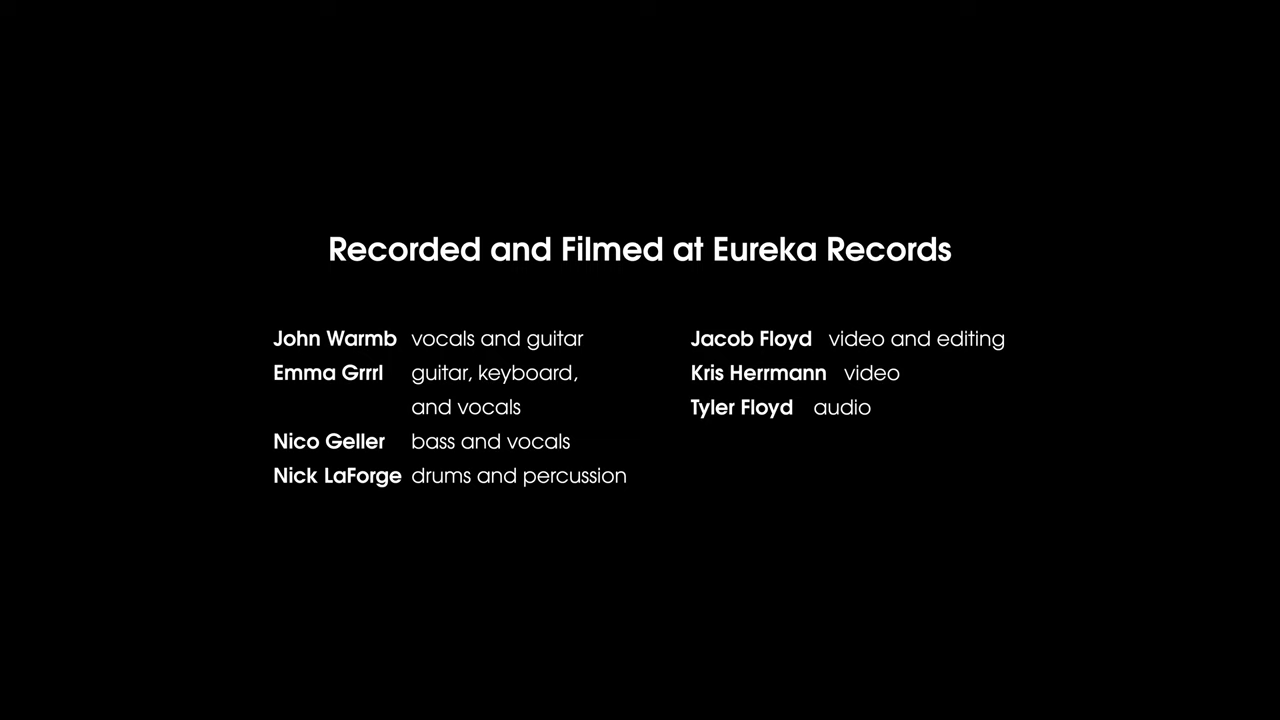 Recorded and Filmed at Eureka Records
John Warmb vocals and guitar
Emma Grrrl guitar, keyboard,
and vocals
Nico Geller bass and vocals
Nick LaForge drums and percussion
Jacob Floyd video and editing
Kris Herrmann video
Tyler Floyd audio